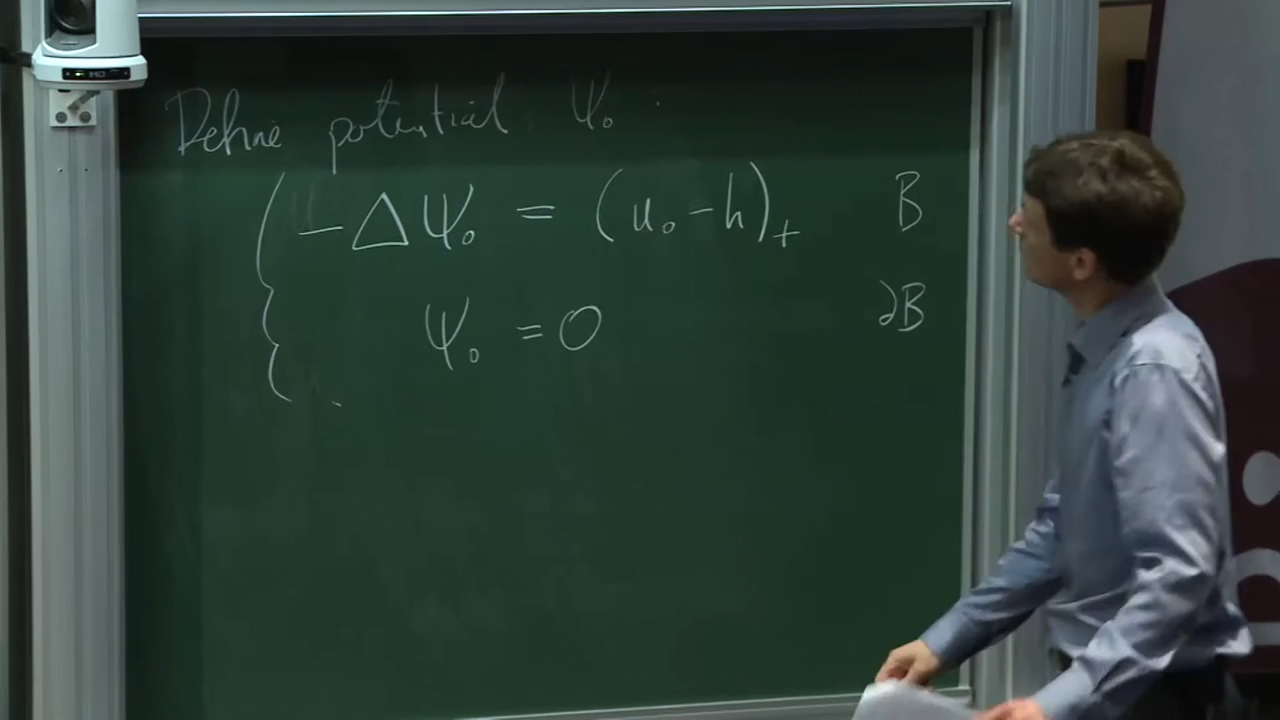 Define potential Ψ₀ :
-ΔΨ₀ = (u₀-h)₊ B
Ψ₀ = 0 ∂B